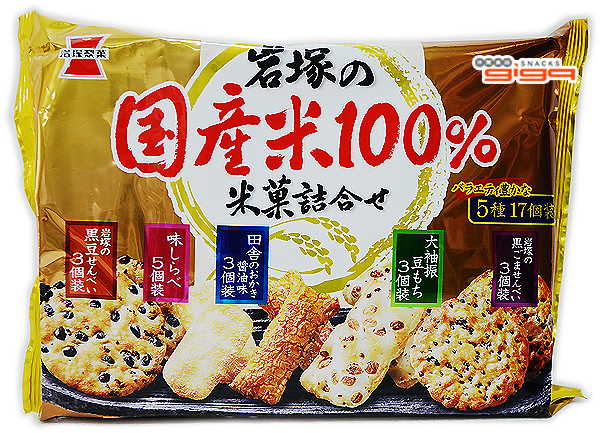 岩塚製菓
GOOD SNACKS
giga
岩塚の
国産米100%
米菓詰合せ
バラエティ豊かな
5種17個装
岩塚の
黒豆せんべい
3個装
味しらべ
5個装
田舎のおかき
醤油味
3個装
大袖振
豆もち
3個装
岩塚の
黒ごませんべい
3個装